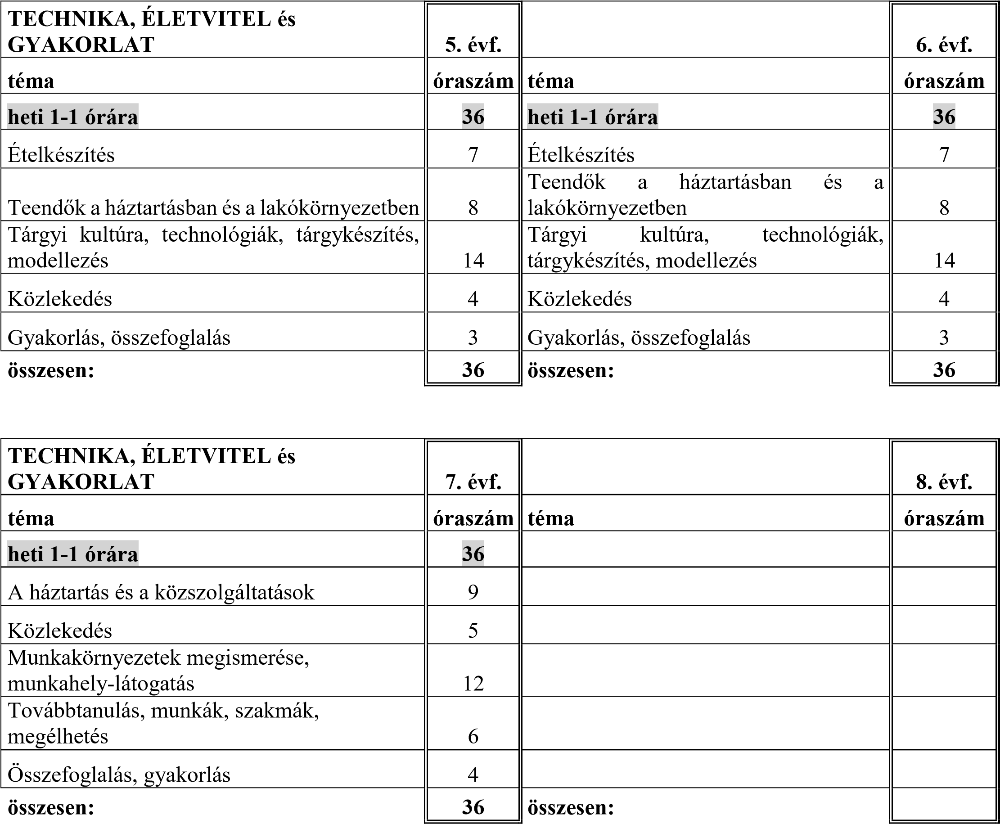 TECHNIKA, ÉLETVITEL és
GYAKORLAT 5. évf. 6. évf.
téma óraszám téma óraszám
heti 1-1 órára 36 heti 1-1 órára 36
Ételkészítés 7 Ételkészítés 7
Teendők a háztartásban és a
Teendők a háztartásban és a lakókörnyezetben 8 lakókörnyezetben 8
Tárgyi kultúra, technológiák, tárgykészítés, Tárgyi kultúra, technológiák,
modellezés 14 tárgykészítés, modellezés 14
Közlekedés 4 Közlekedés 4
Gyakorlás, összefoglalás 3 Gyakorlás, összefoglalás 3
összesen: 36 összesen: 36
TECHNIKA, ÉLETVITEL és
GYAKORLAT 7. évf. 8. évf.
téma óraszám téma óraszám
heti 1-1 órára 36
A háztartás és a közszolgáltatások 9
Közlekedés 5
Munkakörnyezetek megismerése,
munkahely-látogatás 12
Továbbtanulás, munkák, szakmák,
megélhetés 6
Összefoglalás, gyakorlás 4
összesen: 36 összesen: